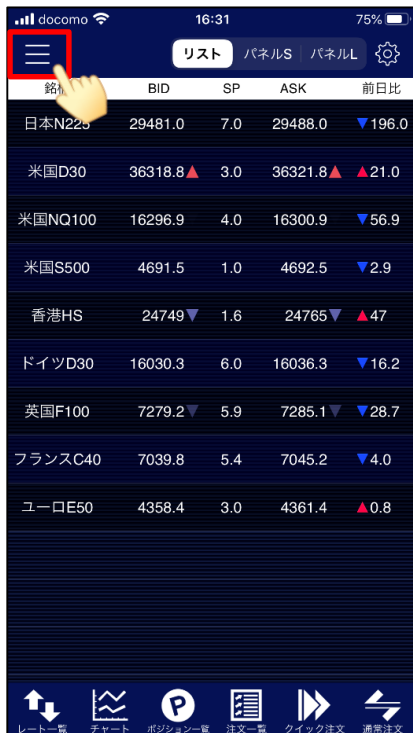 docomo 16:31 75%
リスト パネルS パネルL
銘柄 BID SP ASK 前日比
日本N225 29481.0 7.0 29488.0 ▼196.0
米国D30 36318.8▲ 3.0 36321.8▲ ▲21.0
米国NQ100 16296.9 4.0 16300.9 ▼56.9
米国S500 4691.5 1.0 4692.5 ▼2.9
香港HS 24749▼ 1.6 24765▼ ▲47
ドイツD30 16030.3 6.0 16036.3 ▼16.2
英国F100 7279.2▼ 5.9 7285.1▼ ▼28.7
フランスC40 7039.8 5.4 7045.2 ▼4.0
ユーロE50 4358.4 3.0 4361.4 ▲0.8
レート一覧 チャート ポジション一覧 注文一覧 クイック注文 通常注文